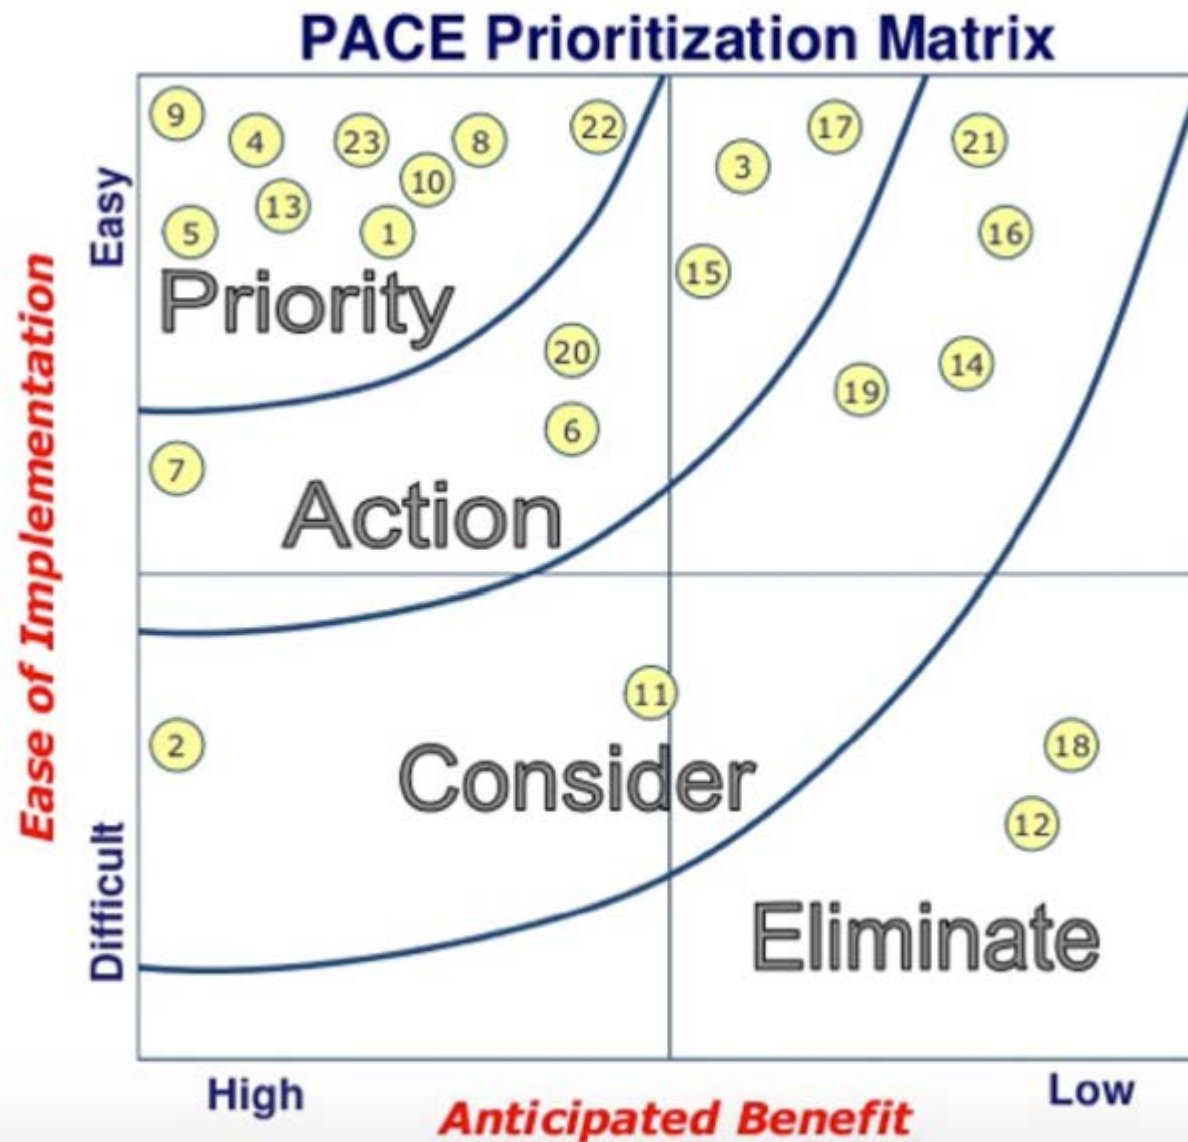 PACE Prioritization Matrix
9
4
23
8
22
17
21
3
10
13
5
1
16
15
Easy
Priority
20
14
19
6
7
Action
Ease of Implementation
11
2
18
Consider
12
Difficult
Eliminate
High
Low
Anticipated Benefit